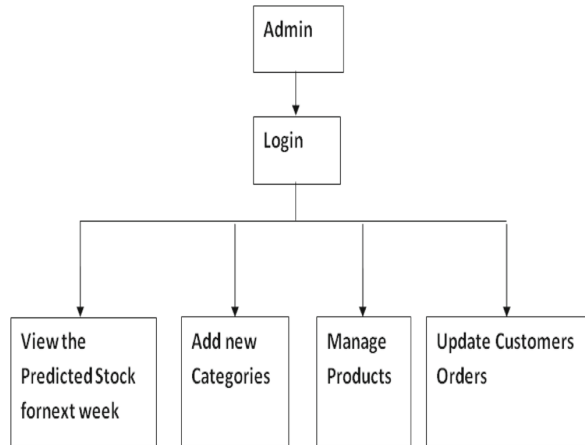 Admin
Login
View the
Predicted Stock
fornext week
Add new
Categories
Manage
Products
Update Customers
Orders